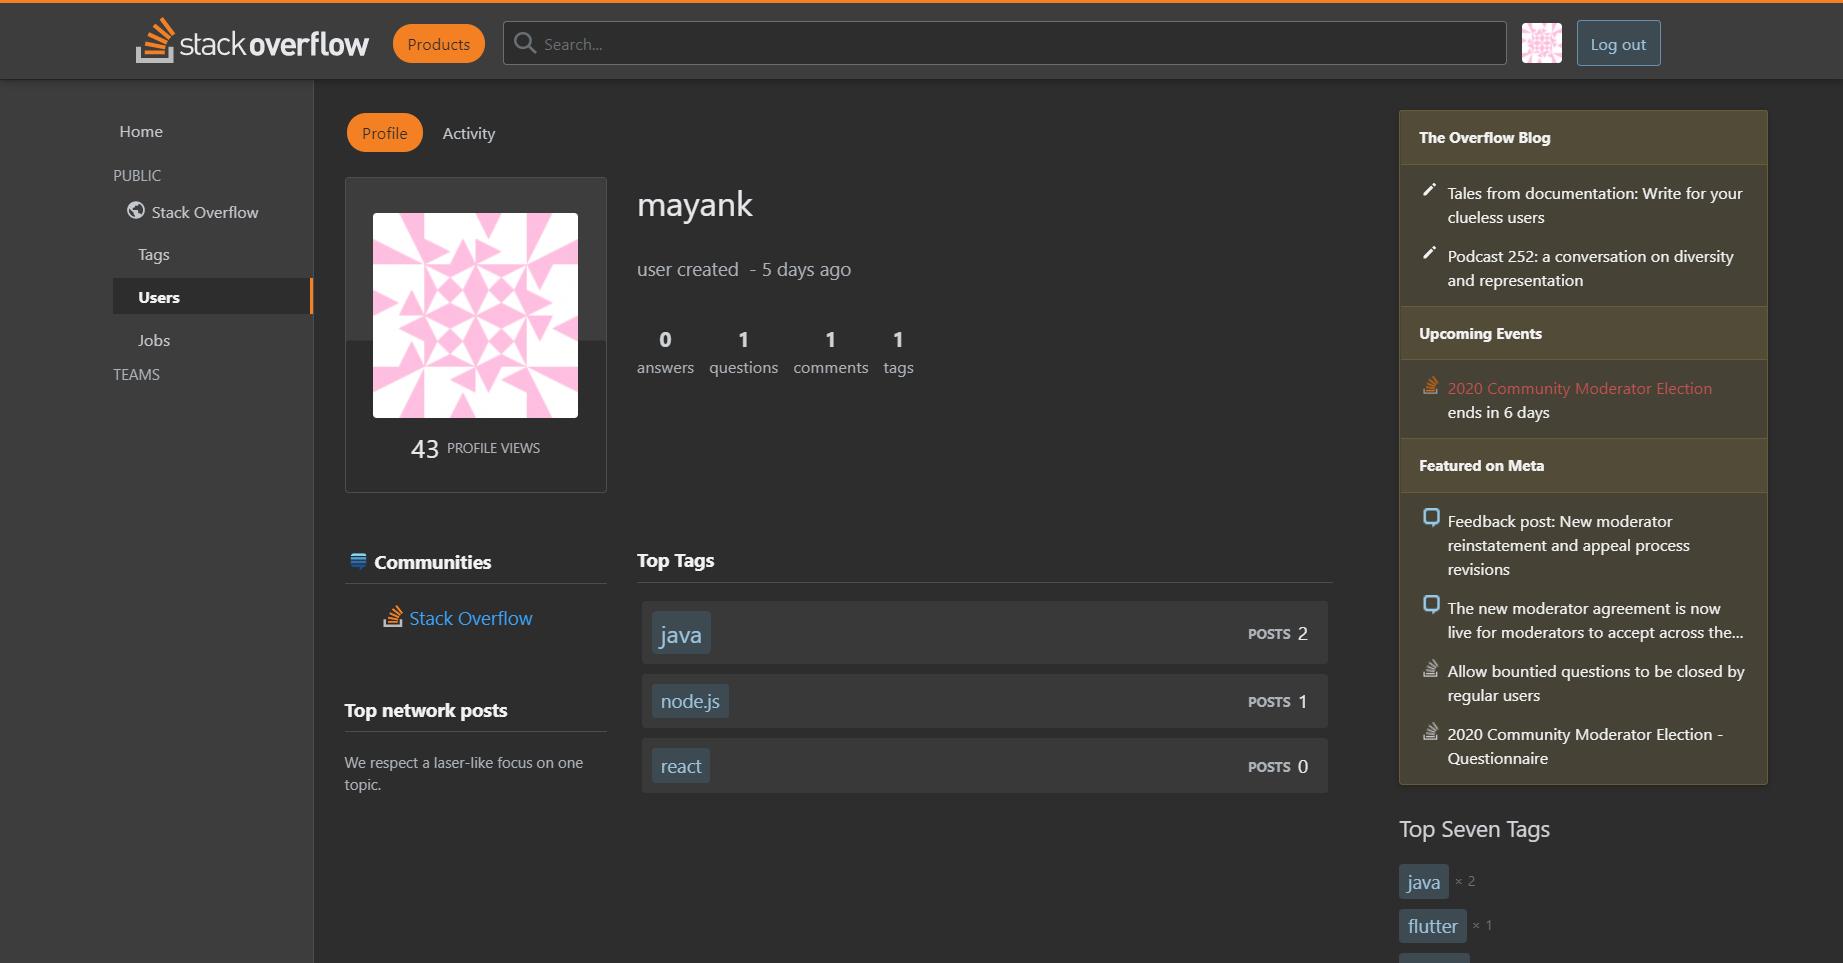 stack overflow
Products
Search...
Log out
Home
PUBLIC
Stack Overflow
Tags
Users
Jobs
TEAMS
Profile
Activity
mayank
user created - 5 days ago
0
answers
1
questions
1
comments
1
tags
43 PROFILE VIEWS
Communities
Stack Overflow
Top network posts
We respect a laser-like focus on one
topic.
Top Tags
java POSTS 2
node.js POSTS 1
react POSTS 0
The Overflow Blog
Tales from documentation: Write for your
clueless users
Podcast 252: a conversation on diversity
and representation
Upcoming Events
2020 Community Moderator Election
ends in 6 days
Featured on Meta
Feedback post: New moderator
reinstatement and appeal process
revisions
The new moderator agreement is now
live for moderators to accept across the...
Allow bountied questions to be closed by
regular users
2020 Community Moderator Election -
Questionnaire
Top Seven Tags
java × 2
flutter × 1